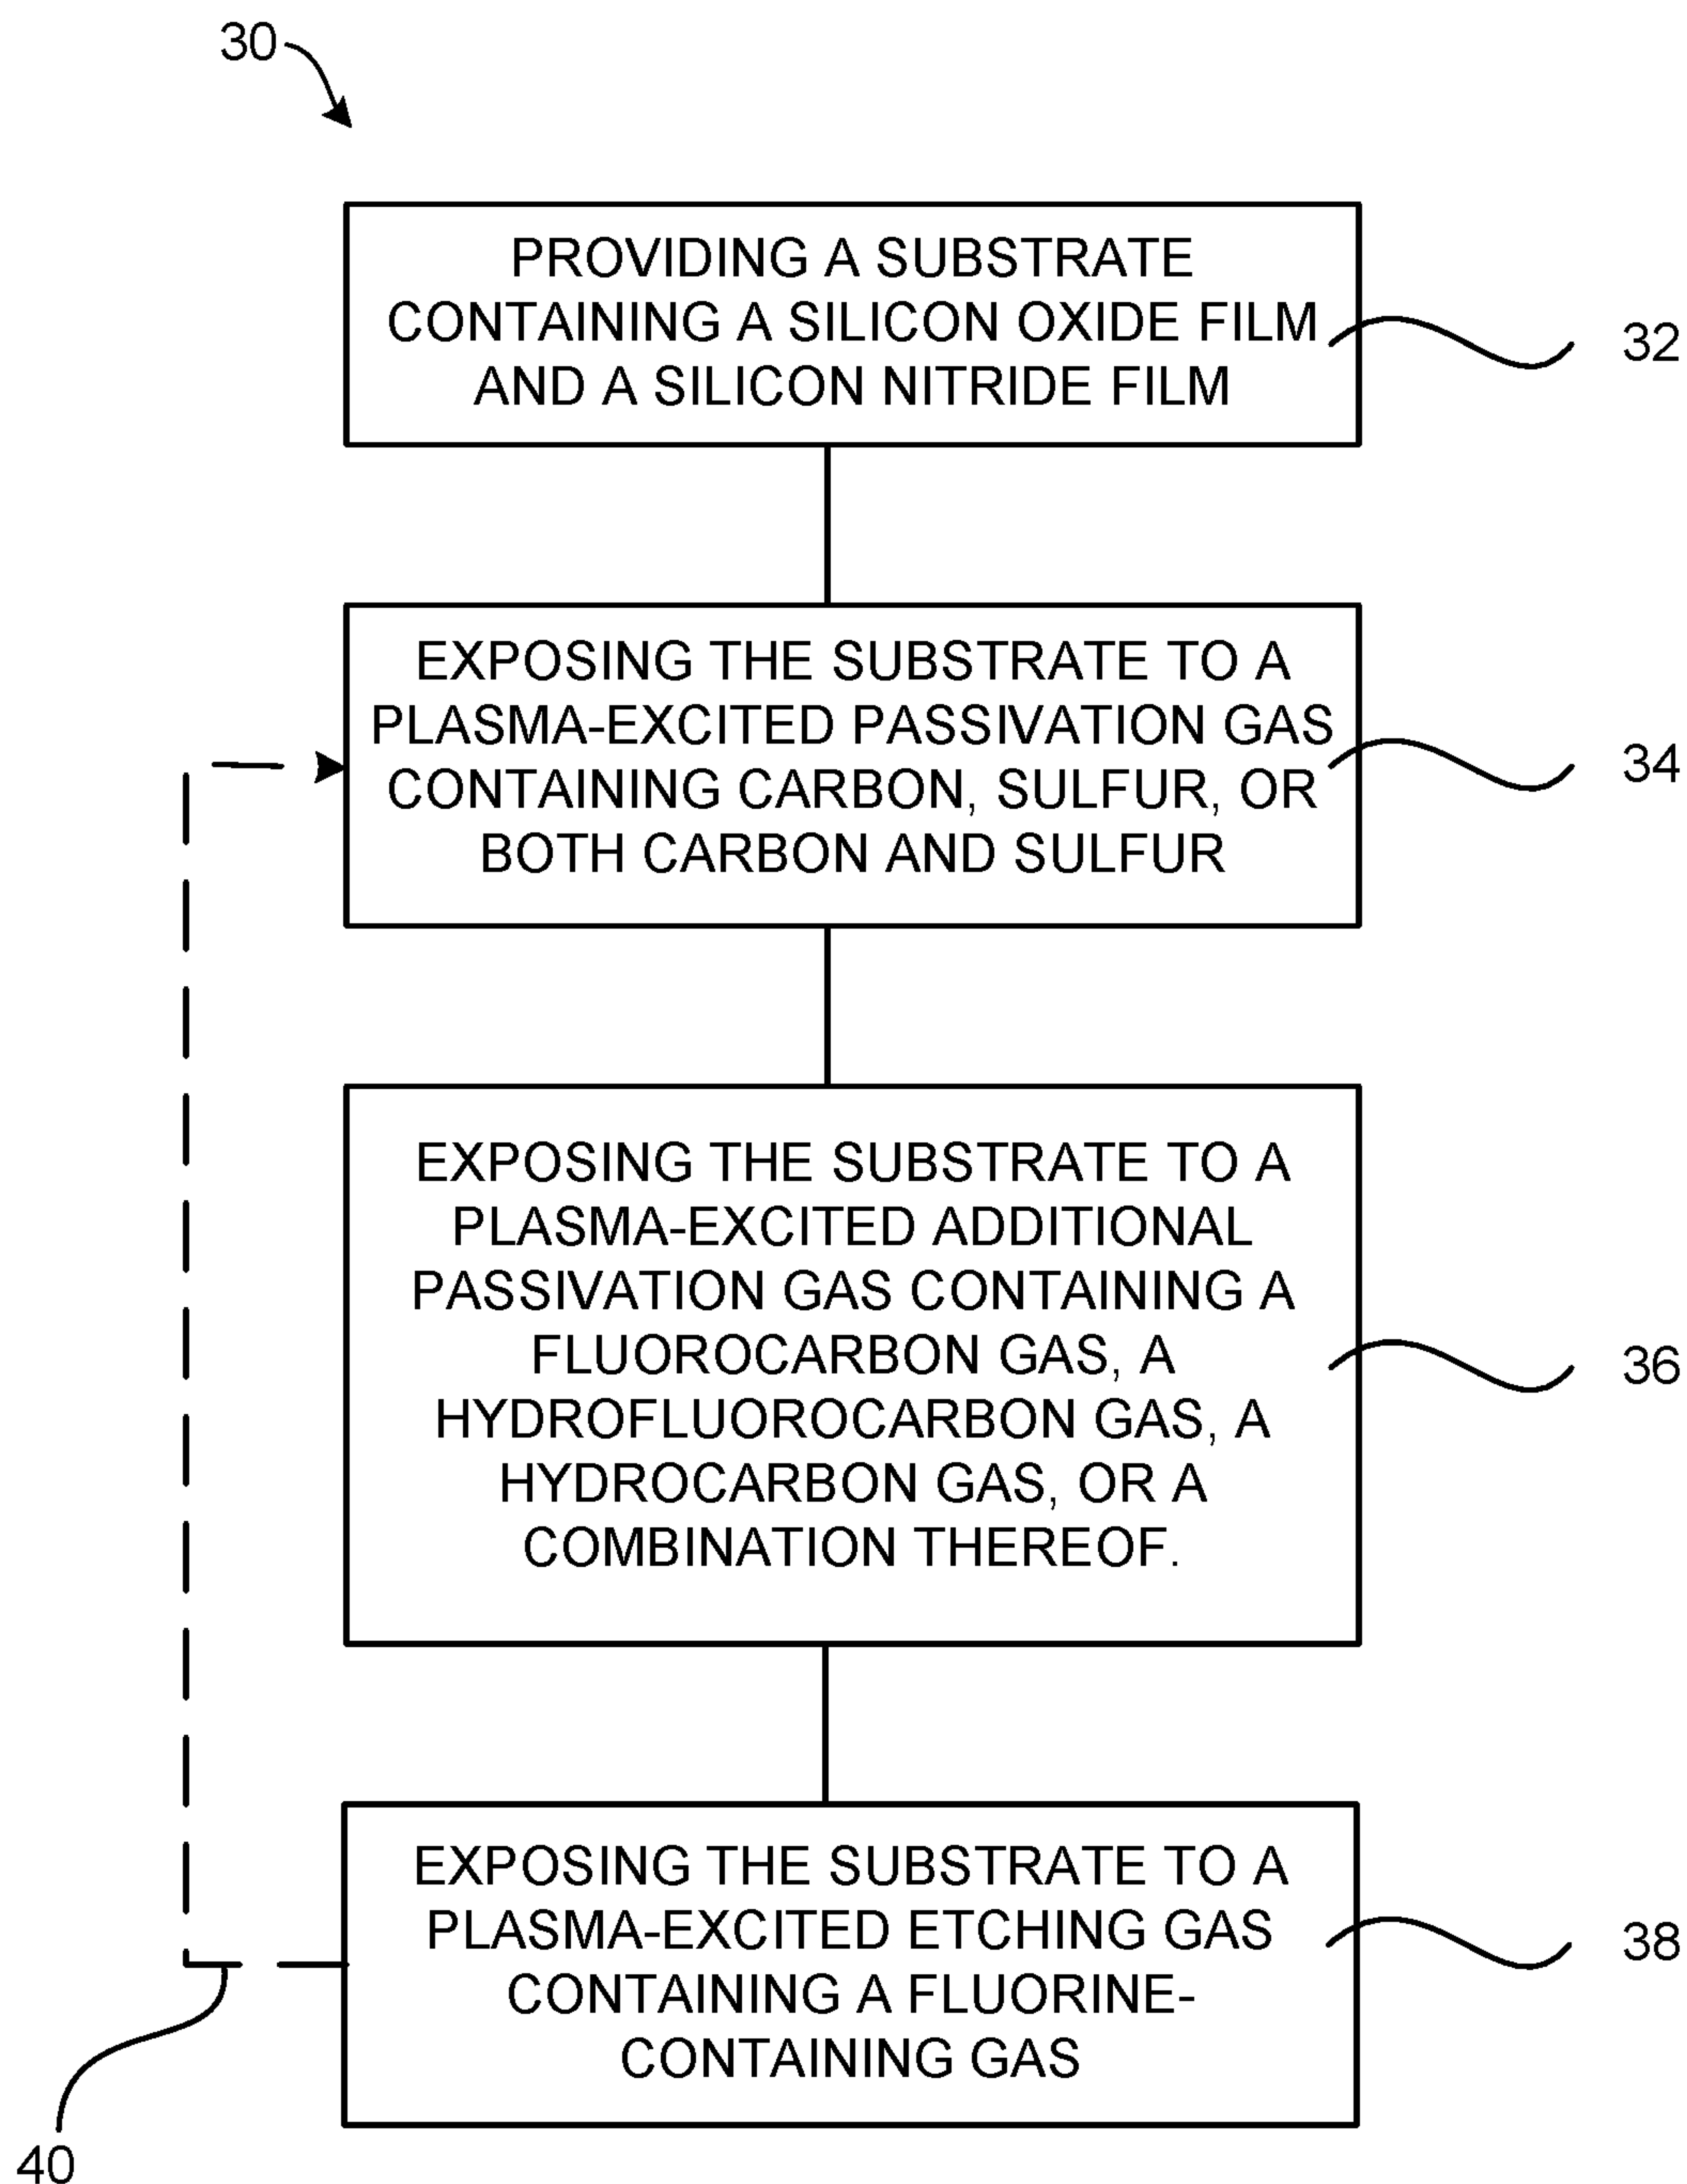 30
PROVIDING A SUBSTRATE
CONTAINING A SILICON OXIDE FILM
AND A SILICON NITRIDE FILM
32
EXPOSING THE SUBSTRATE TO A
PLASMA-EXCITED PASSIVATION GAS
CONTAINING CARBON, SULFUR, OR
BOTH CARBON AND SULFUR
34
EXPOSING THE SUBSTRATE TO A
PLASMA-EXCITED ADDITIONAL
PASSIVATION GAS CONTAINING A
FLUOROCARBON GAS, A
HYDROFLUOROCARBON GAS, A
HYDROCARBON GAS, OR A
COMBINATION THEREOF.
36
EXPOSING THE SUBSTRATE TO A
PLASMA-EXCITED ETCHING GAS
CONTAINING A FLUORINE-
CONTAINING GAS
38
40